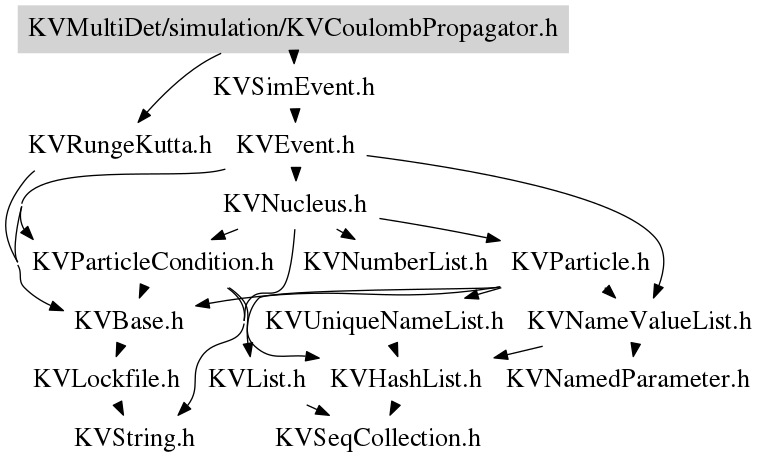 KVMultiDet/simulation/KVCoulombPropagator.h
KVSimEvent.h
KVRungeKutta.h
KVEvent.h
KVNucleus.h
KVParticleCondition.h
KVNumberList.h
KVParticle.h
KVBase.h
KVUniqueNameList.h
KVNameValueList.h
KVLockfile.h
KVList.h
KVHashList.h
KVNamedParameter.h
KVString.h
KVSeqCollection.h